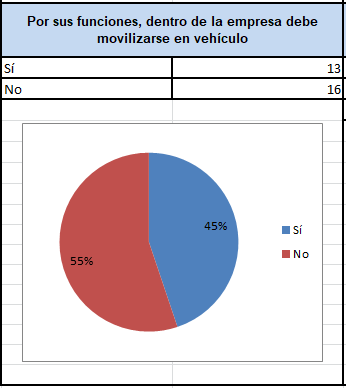 Por sus funciones, dentro de la empresa debe
movilizarse en vehículo
Sí 13
No 16
45%
55%
Sí
No